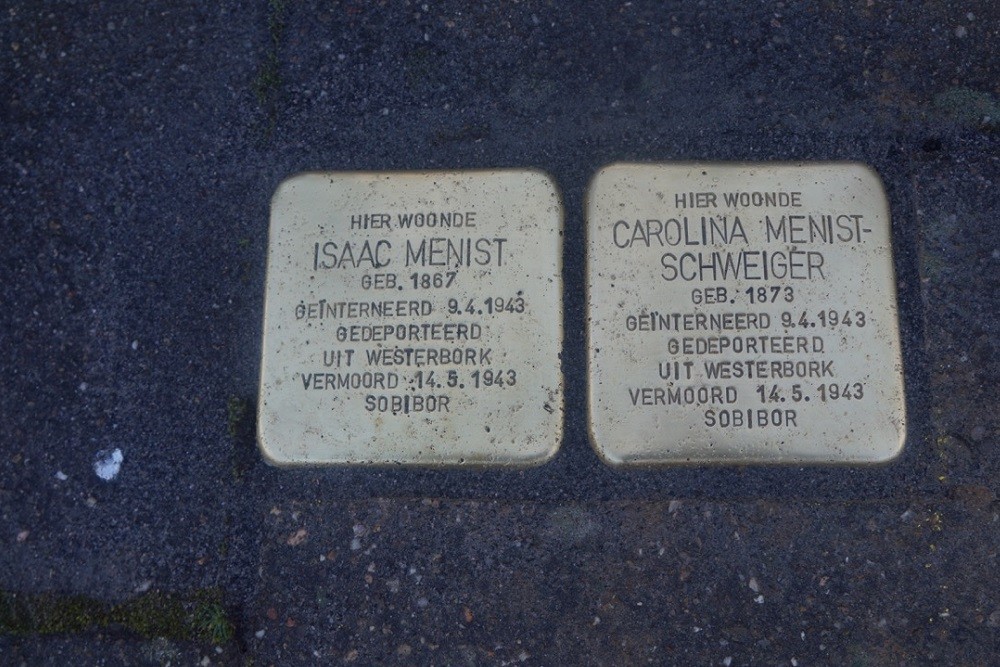 HIER WOONDE
ISAAC MENIST
GEB. 1867
GEÏNTERNEERD 9.4.1943
GEDEPORTEERD
UIT WESTERBORK
VERMOORD 14.5.1943
SOBIBOR
HIER WOONDE
CAROLINA MENIST-
SCHWEIGER
GEB. 1873
GEÏNTERNEERD 9.4.1943
GEDEPORTEERD
UIT WESTERBORK
VERMOORD 14.5.1943
SOBIBOR